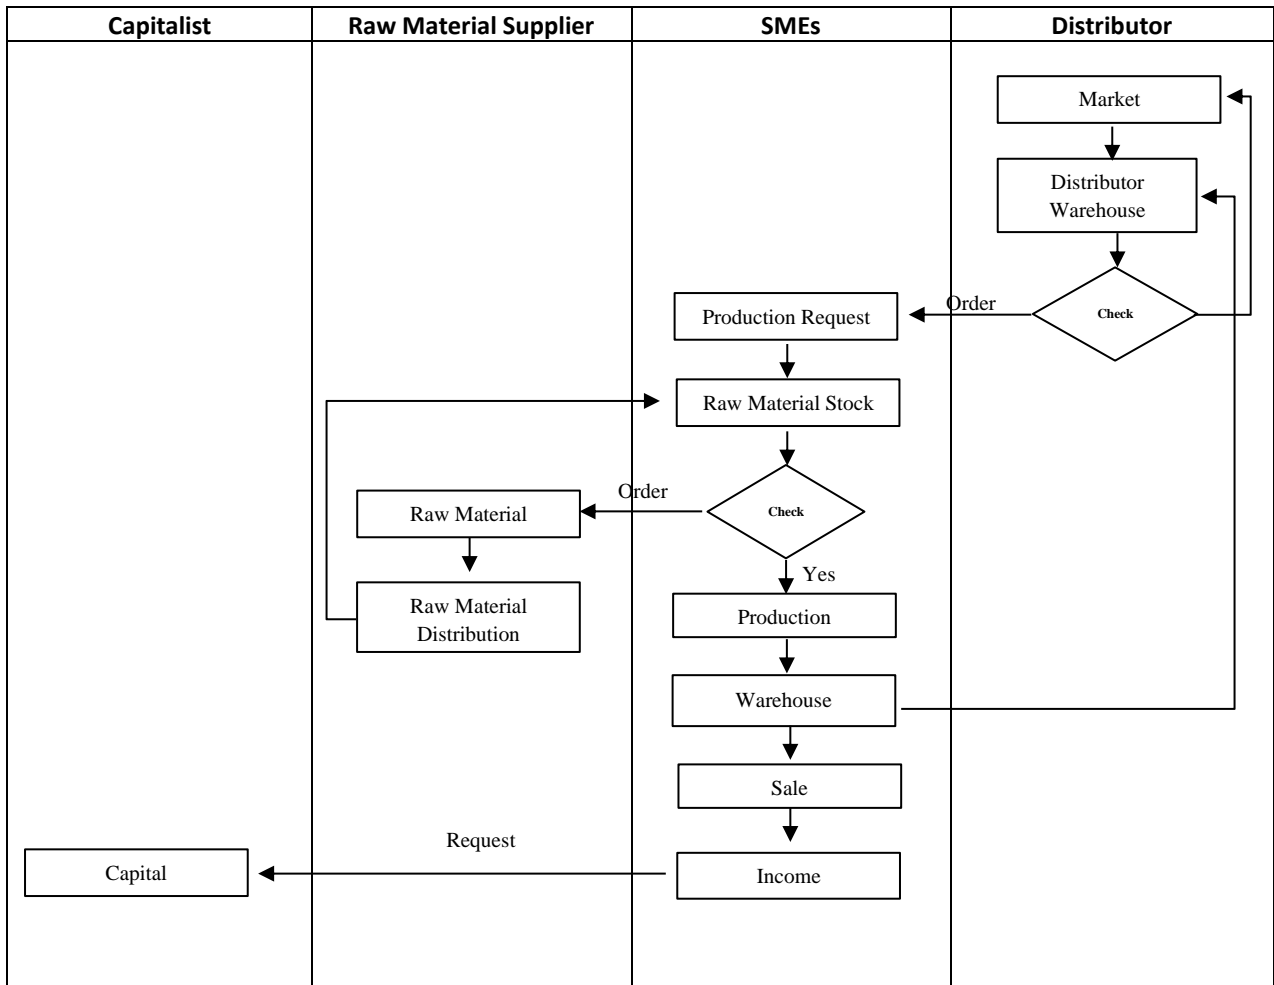 Capitalist
Raw Material Supplier
SMEs
Distributor
Market
Distributor
Warehouse
Check
Order
Production Request
Raw Material Stock
Check
Order
Raw Material
Raw Material
Distribution
Yes
Production
Warehouse
Sale
Income
Request
Capital